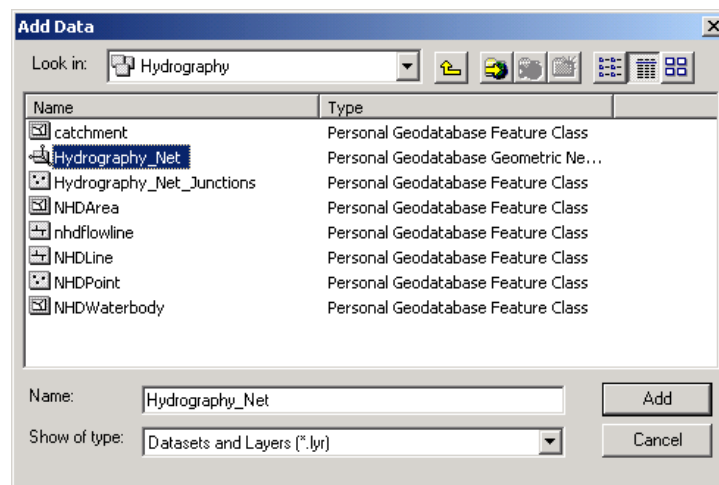 Add Data
Look in: Hydrography
Name Type
catchment Personal Geodatabase Feature Class
Hydrography_Net Personal Geodatabase Geometric Ne...
Hydrography_Net_Junctions Personal Geodatabase Feature Class
NHDArea Personal Geodatabase Feature Class
nhdflowline Personal Geodatabase Feature Class
NHDLine Personal Geodatabase Feature Class
NHDPoint Personal Geodatabase Feature Class
NHDWaterbody Personal Geodatabase Feature Class
Name: Hydrography_Net Add
Show of type: Datasets and Layers (*.lyr) Cancel